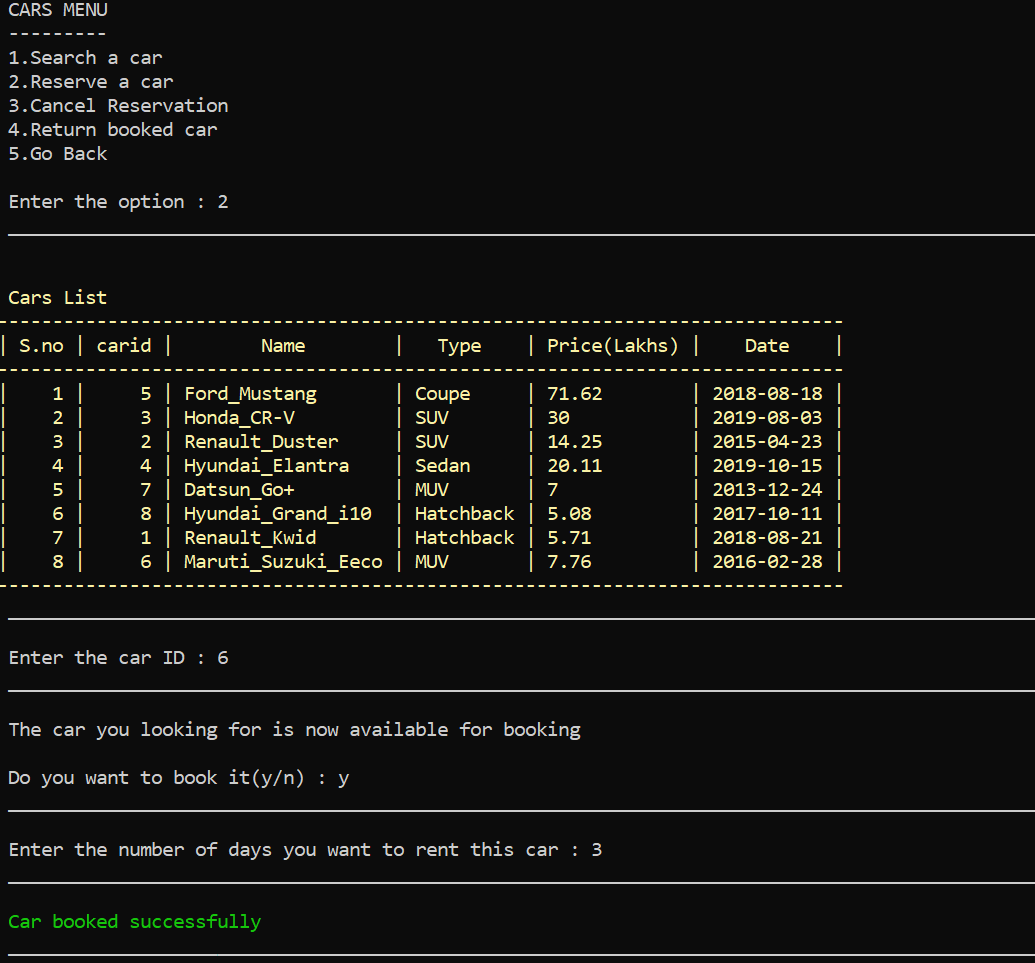 CARS MENU
---------
1.Search a car
2.Reserve a car
3.Cancel Reservation
4.Return booked car
5.Go Back
Enter the option : 2
Cars List
-----------------------------------------------------------------------------
| S.no | carid |        Name        |   Type    | Price(Lakhs) |    Date    |
-----------------------------------------------------------------------------
|    1 |     5 | Ford_Mustang       | Coupe     | 71.62        | 2018-08-18 |
|    2 |     3 | Honda_CR-V         | SUV       | 30           | 2019-08-03 |
|    3 |     2 | Renault_Duster     | SUV       | 14.25        | 2015-04-23 |
|    4 |     4 | Hyundai_Elantra    | Sedan     | 20.11        | 2019-10-15 |
|    5 |     7 | Datsun_Go+         | MUV       | 7            | 2013-12-24 |
|    6 |     8 | Hyundai_Grand_i10  | Hatchback | 5.08         | 2017-10-11 |
|    7 |     1 | Renault_Kwid       | Hatchback | 5.71         | 2018-08-21 |
|    8 |     6 | Maruti_Suzuki_Eeco | MUV       | 7.76         | 2016-02-28 |
-----------------------------------------------------------------------------
Enter the car ID : 6
The car you looking for is now available for booking
Do you want to book it(y/n) : y
Enter the number of days you want to rent this car : 3
Car booked successfully